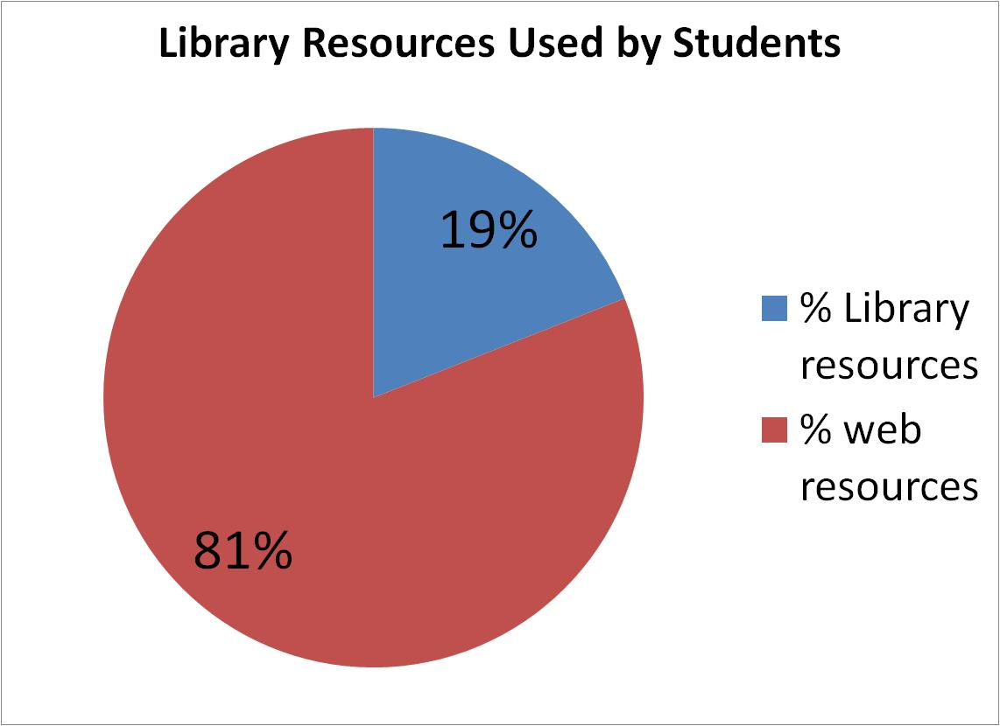 Library Resources Used by Students
19%
81%
% Library
resources
% web
resources